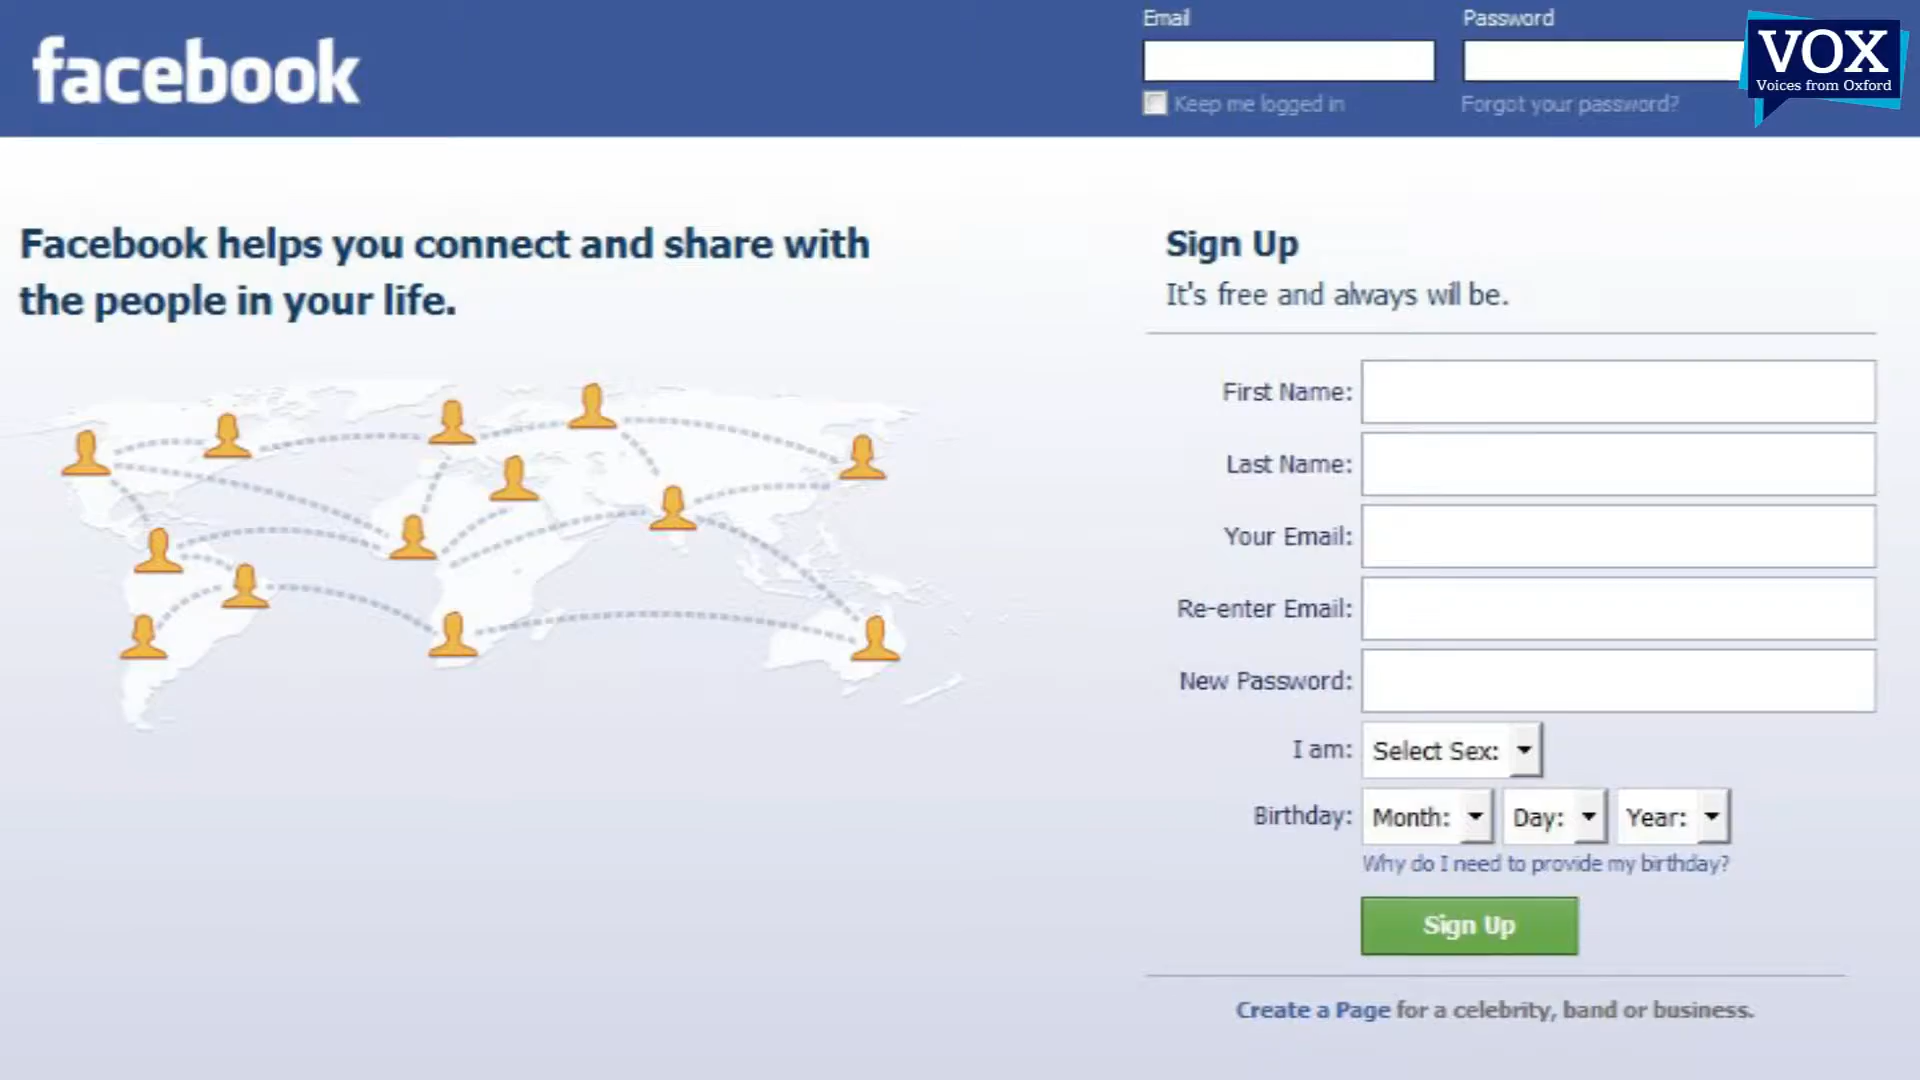 facebook
Email
Password
Keep me logged in
Forgot your password?
VOX
Voices from Oxford
Facebook helps you connect and share with
the people in your life.
Sign Up
It's free and always will be.
First Name:
Last Name:
Your Email:
Re-enter Email:
New Password:
I am: Select Sex:
Birthday: Month: Day: Year:
Why do I need to provide my birthday?
Sign Up
Create a Page for a celebrity, band or business.